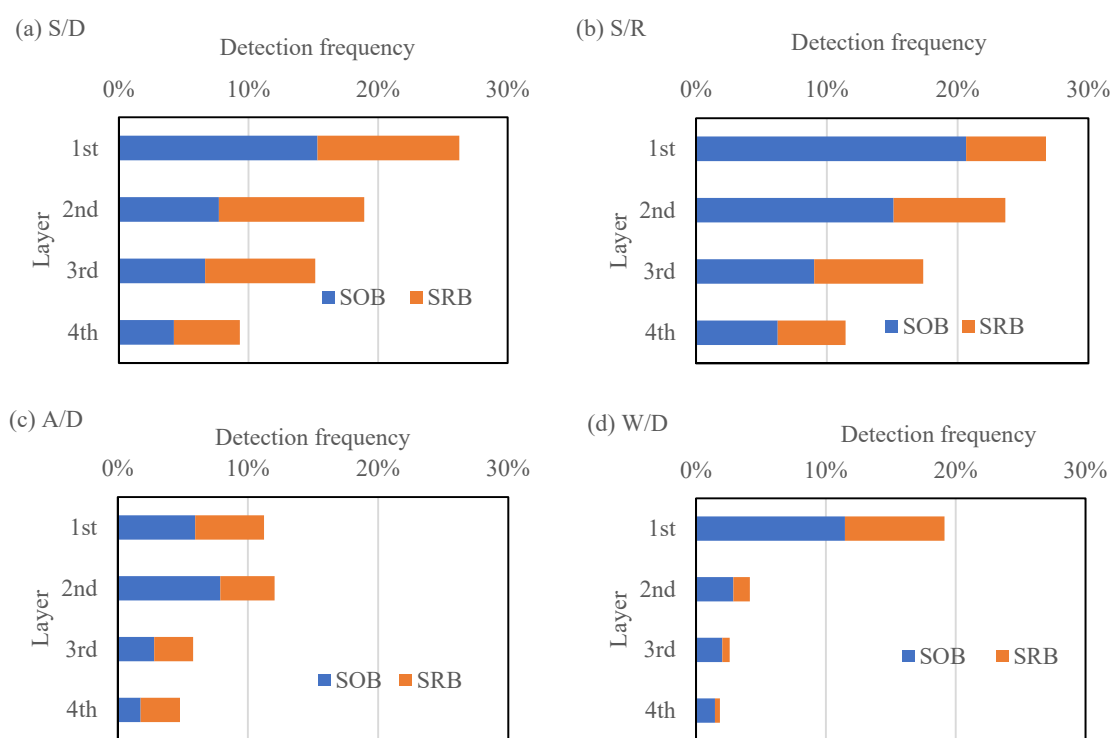 (a) S/D
Detection frequency
0% 10% 20% 30%
Layer
1st
2nd
3rd
4th
SOB SRB
(b) S/R
Detection frequency
0% 10% 20% 30%
Layer
1st
2nd
3rd
4th
SOB SRB
(c) A/D
Detection frequency
0% 10% 20% 30%
Layer
1st
2nd
3rd
4th
SOB SRB
(d) W/D
Detection frequency
0% 10% 20% 30%
Layer
1st
2nd
3rd
4th
SOB SRB